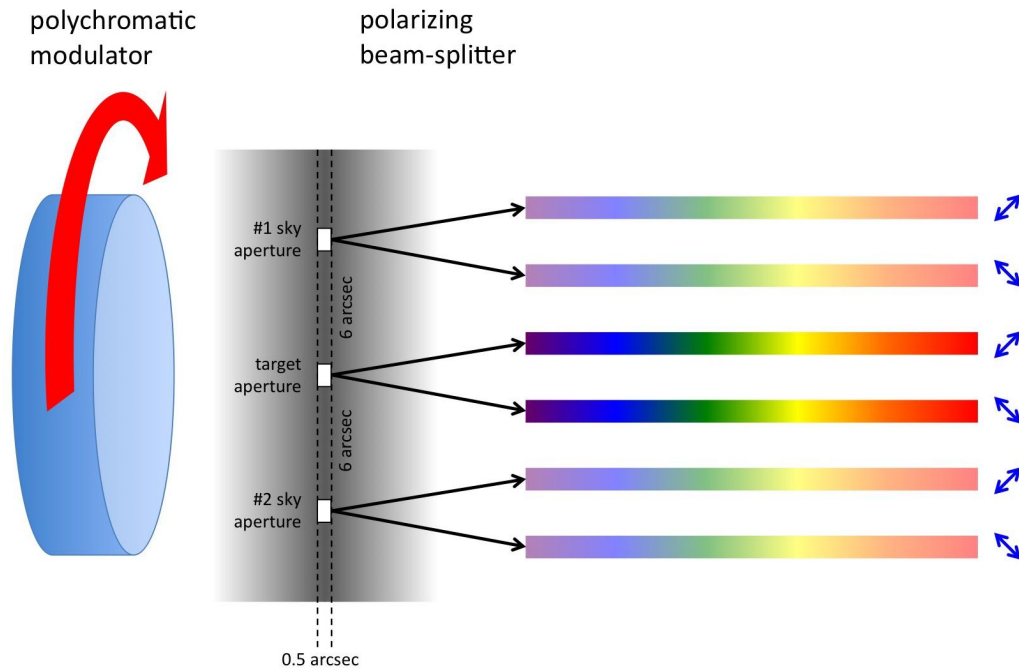 polychromatic
modulator
polarizing
beam-splitter
#1 sky
aperture
6 arcsec
target
aperture
6 arcsec
#2 sky
aperture
0.5 arcsec